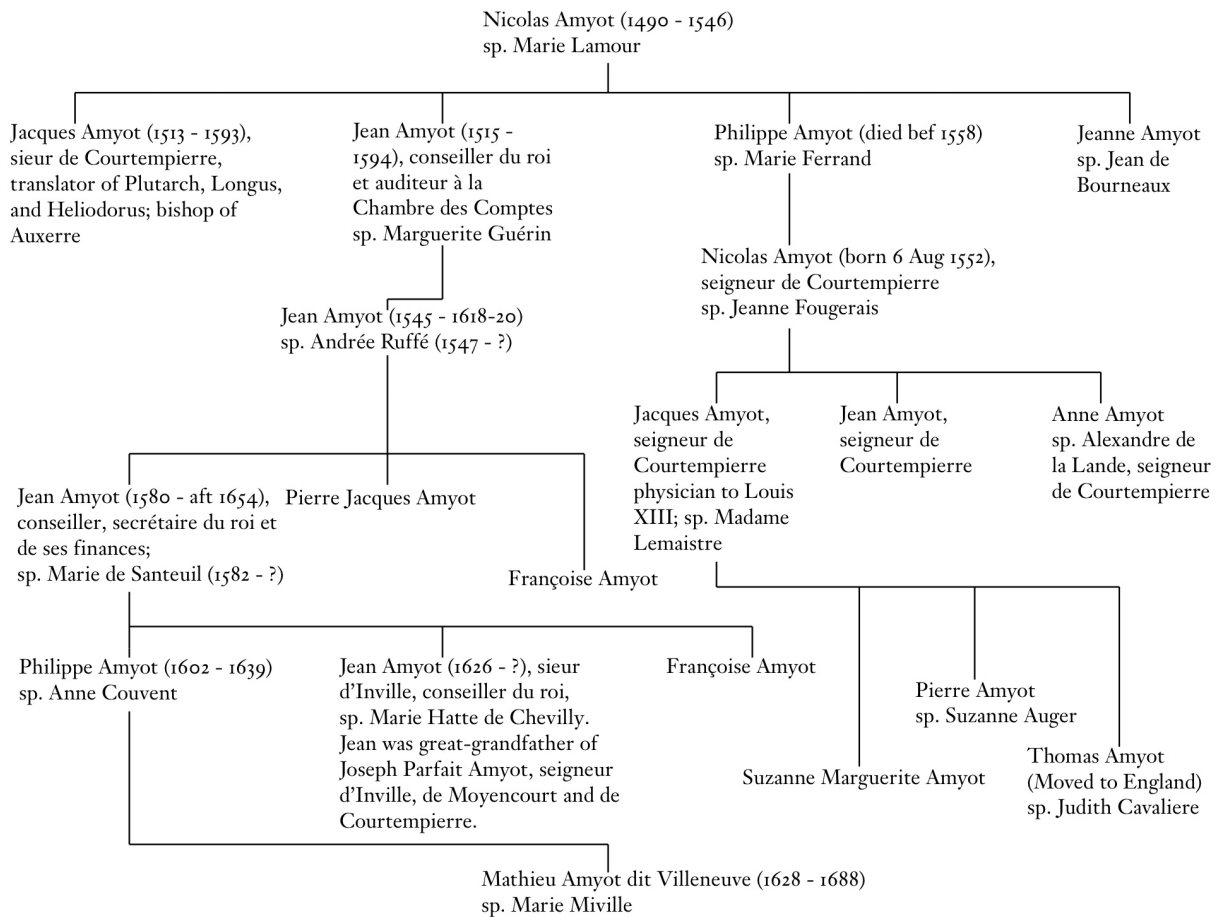 Nicolas Amyot (1490 - 1546)
sp. Marie Lamour
Jacques Amyot (1513 - 1593),
sieur de Courtempierre,
translator of Plutarch, Longus,
and Heliodorus; bishop of
Auxerre
Jean Amyot (1515 -
1594), conseiller du roi
et auditeur à la
Chambre des Comptes
sp. Marguerite Guérin
Philippe Amyot (died bef 1558)
sp. Marie Ferrand
Jeanne Amyot
sp. Jean de
Bourneaux
Nicolas Amyot (born 6 Aug 1552),
seigneur de Courtempierre
sp. Jeanne Fougerais
Jean Amyot (1545 - 1618-20)
sp. Andrée Ruffé (1547 - ?)
Jacques Amyot,
seigneur de
Courtempierre
physician to Louis
XIII; sp. Madame
Lemaistre
Jean Amyot,
seigneur de
Courtempierre
Anne Amyot
sp. Alexandre de
la Lande, seigneur
de Courtempierre
Jean Amyot (1580 - aft 1654),
conseiller, secrétaire du roi et
de ses finances;
sp. Marie de Santeuil (1582 - ?)
Pierre Jacques Amyot
Françoise Amyot
Philippe Amyot (1602 - 1639)
sp. Anne Couvent
Jean Amyot (1626 - ?), sieur
d'Inville, conseiller du roi,
sp. Marie Hatte de Chevilly.
Jean was great-grandfather of
Joseph Parfait Amyot, seigneur
d'Inville, de Moyencourt and de
Courtempierre.
Françoise Amyot
Pierre Amyot
sp. Suzanne Auger
Suzanne Marguerite Amyot
Thomas Amyot
(Moved to England)
sp. Judith Cavaliere
Mathieu Amyot dit Villeneuve (1628 - 1688)
sp. Marie Miville